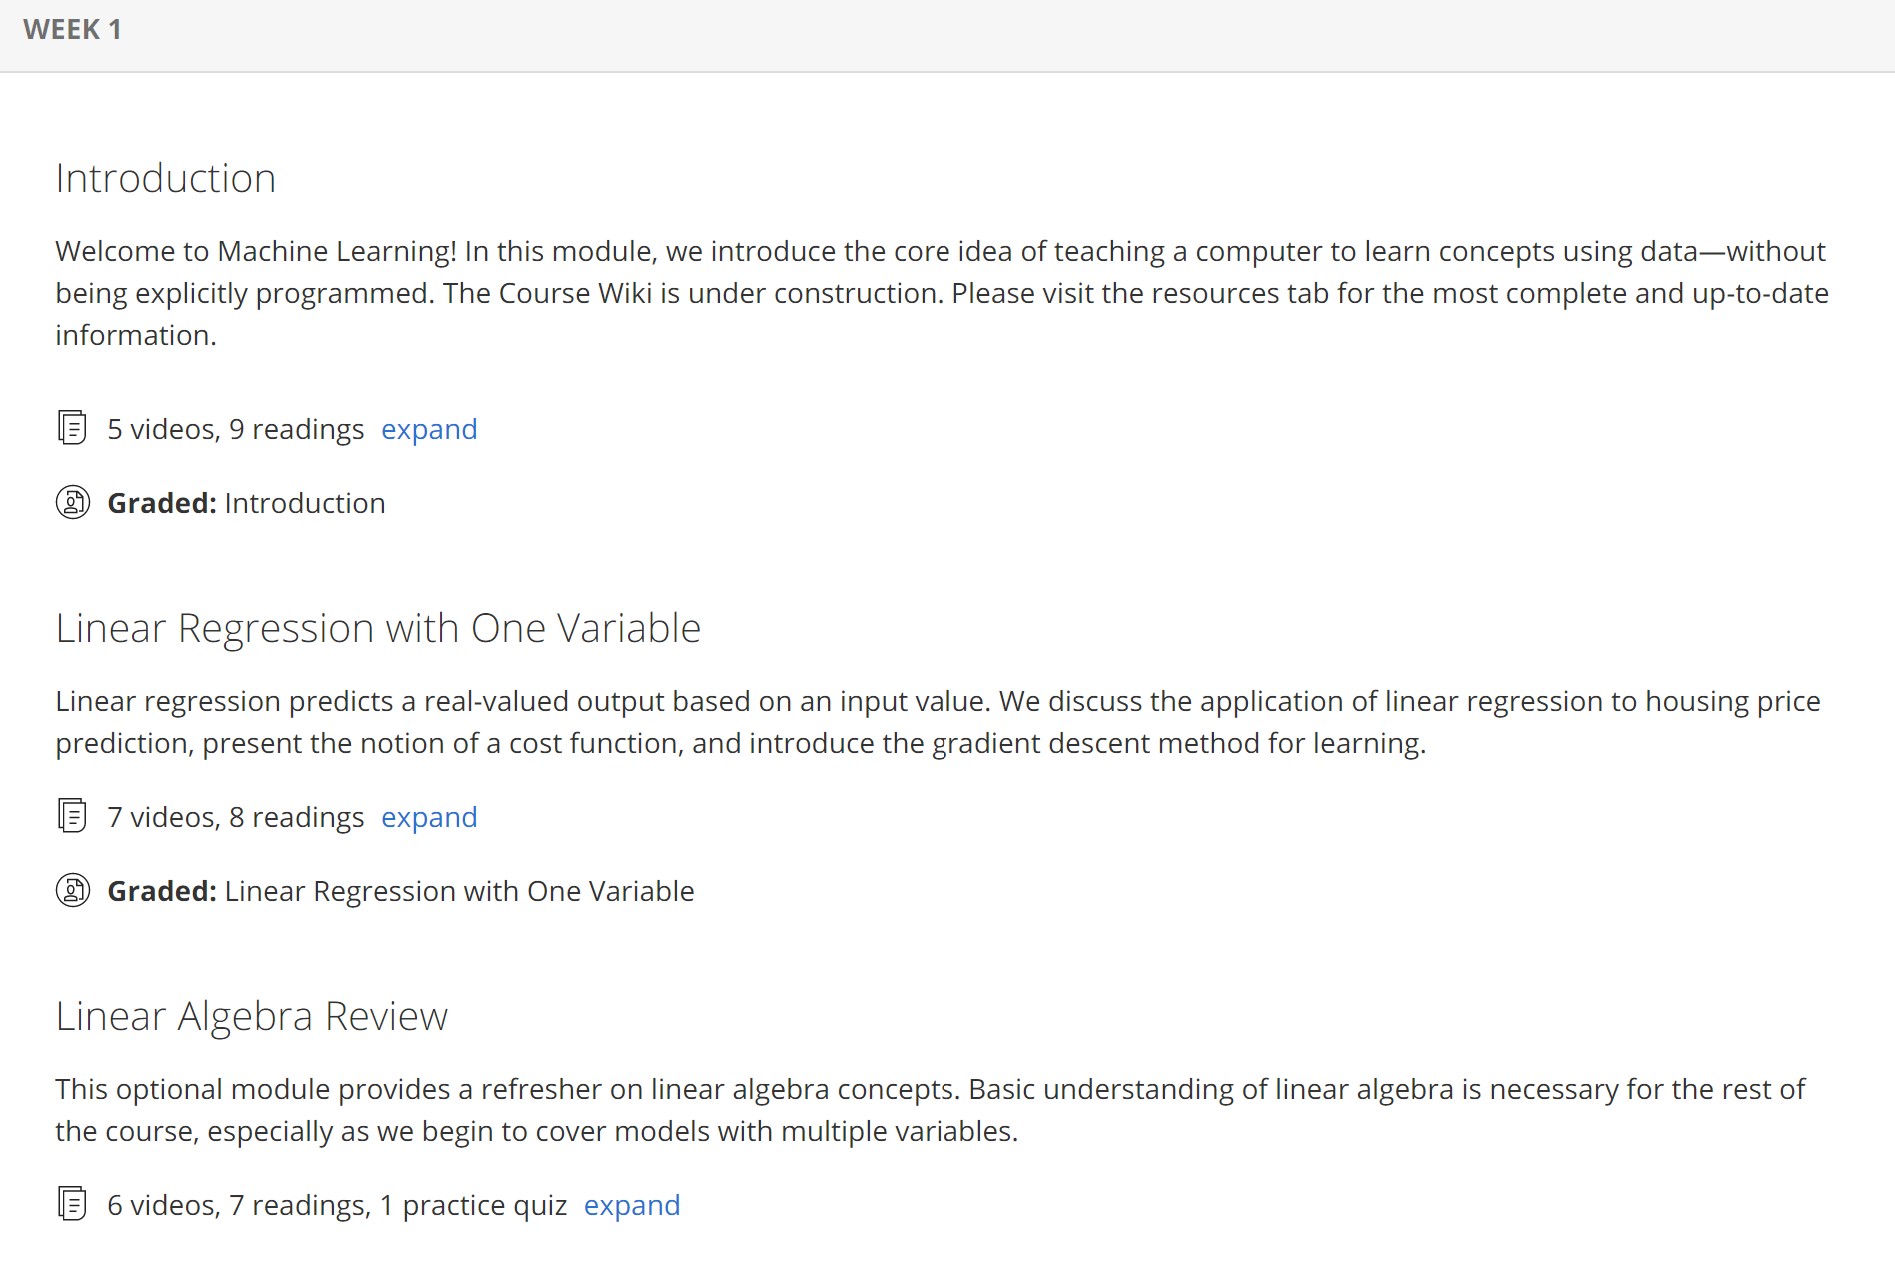 WEEK 1
Introduction
Welcome to Machine Learning! In this module, we introduce the core idea of teaching a computer to learn concepts using data—without
being explicitly programmed. The Course Wiki is under construction. Please visit the resources tab for the most complete and up-to-date
information.
5 videos, 9 readings expand
Graded: Introduction
Linear Regression with One Variable
Linear regression predicts a real-valued output based on an input value. We discuss the application of linear regression to housing price
prediction, present the notion of a cost function, and introduce the gradient descent method for learning.
7 videos, 8 readings expand
Graded: Linear Regression with One Variable
Linear Algebra Review
This optional module provides a refresher on linear algebra concepts. Basic understanding of linear algebra is necessary for the rest of
the course, especially as we begin to cover models with multiple variables.
6 videos, 7 readings, 1 practice quiz expand